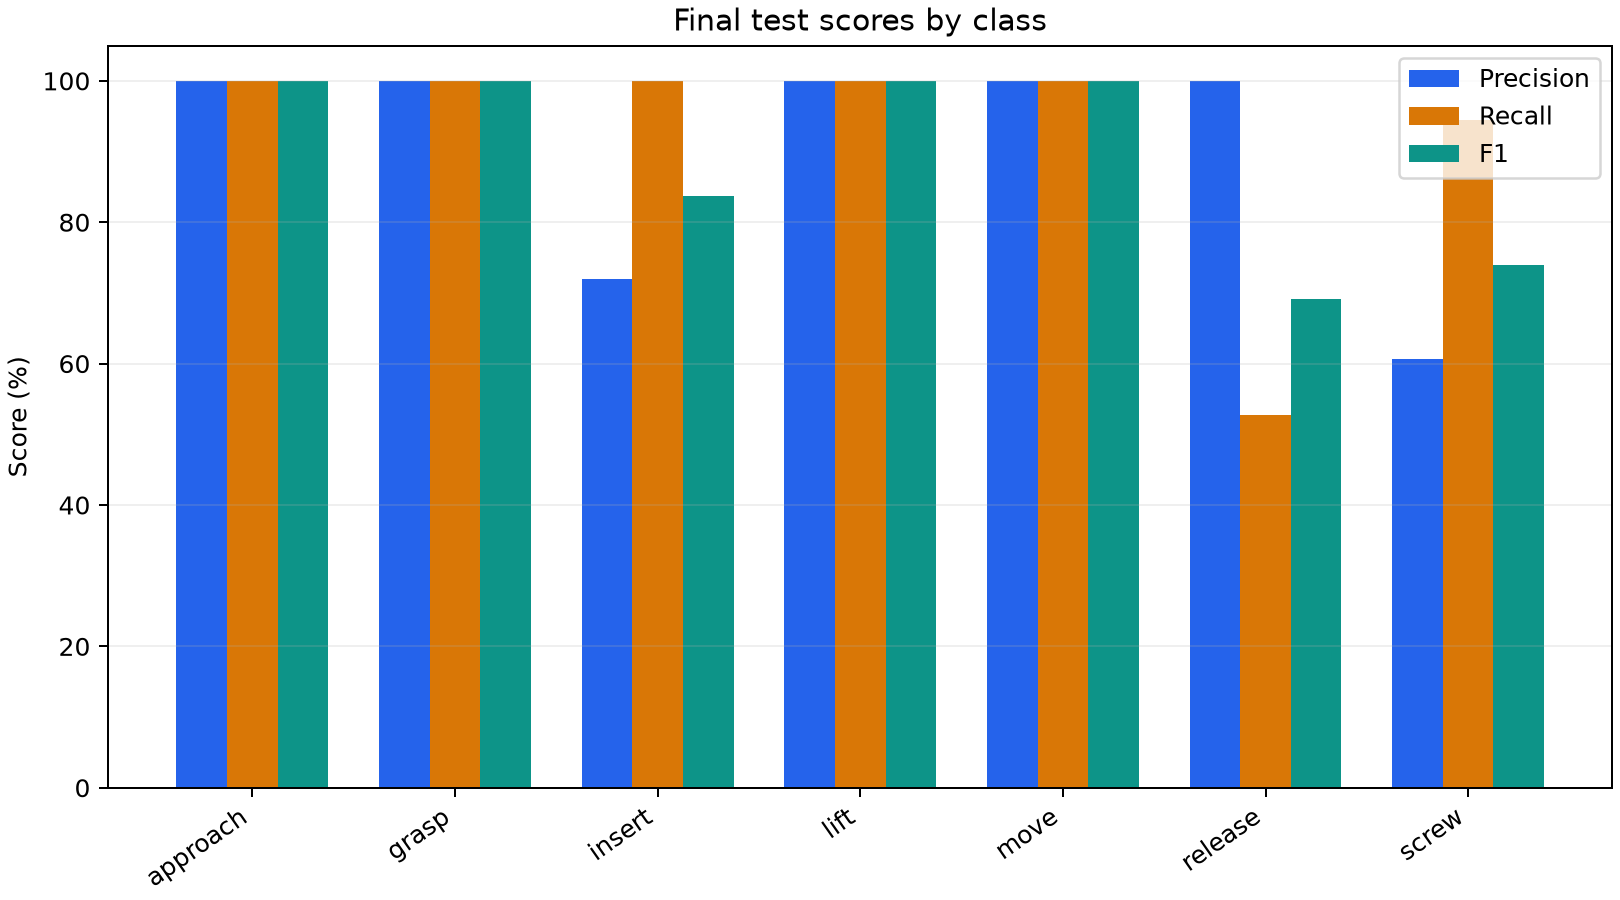 Final test scores by class
Precision
Recall
F1
Score (%)
100
80
60
40
20
0
approach
grasp
insert
lift
move
release
screw